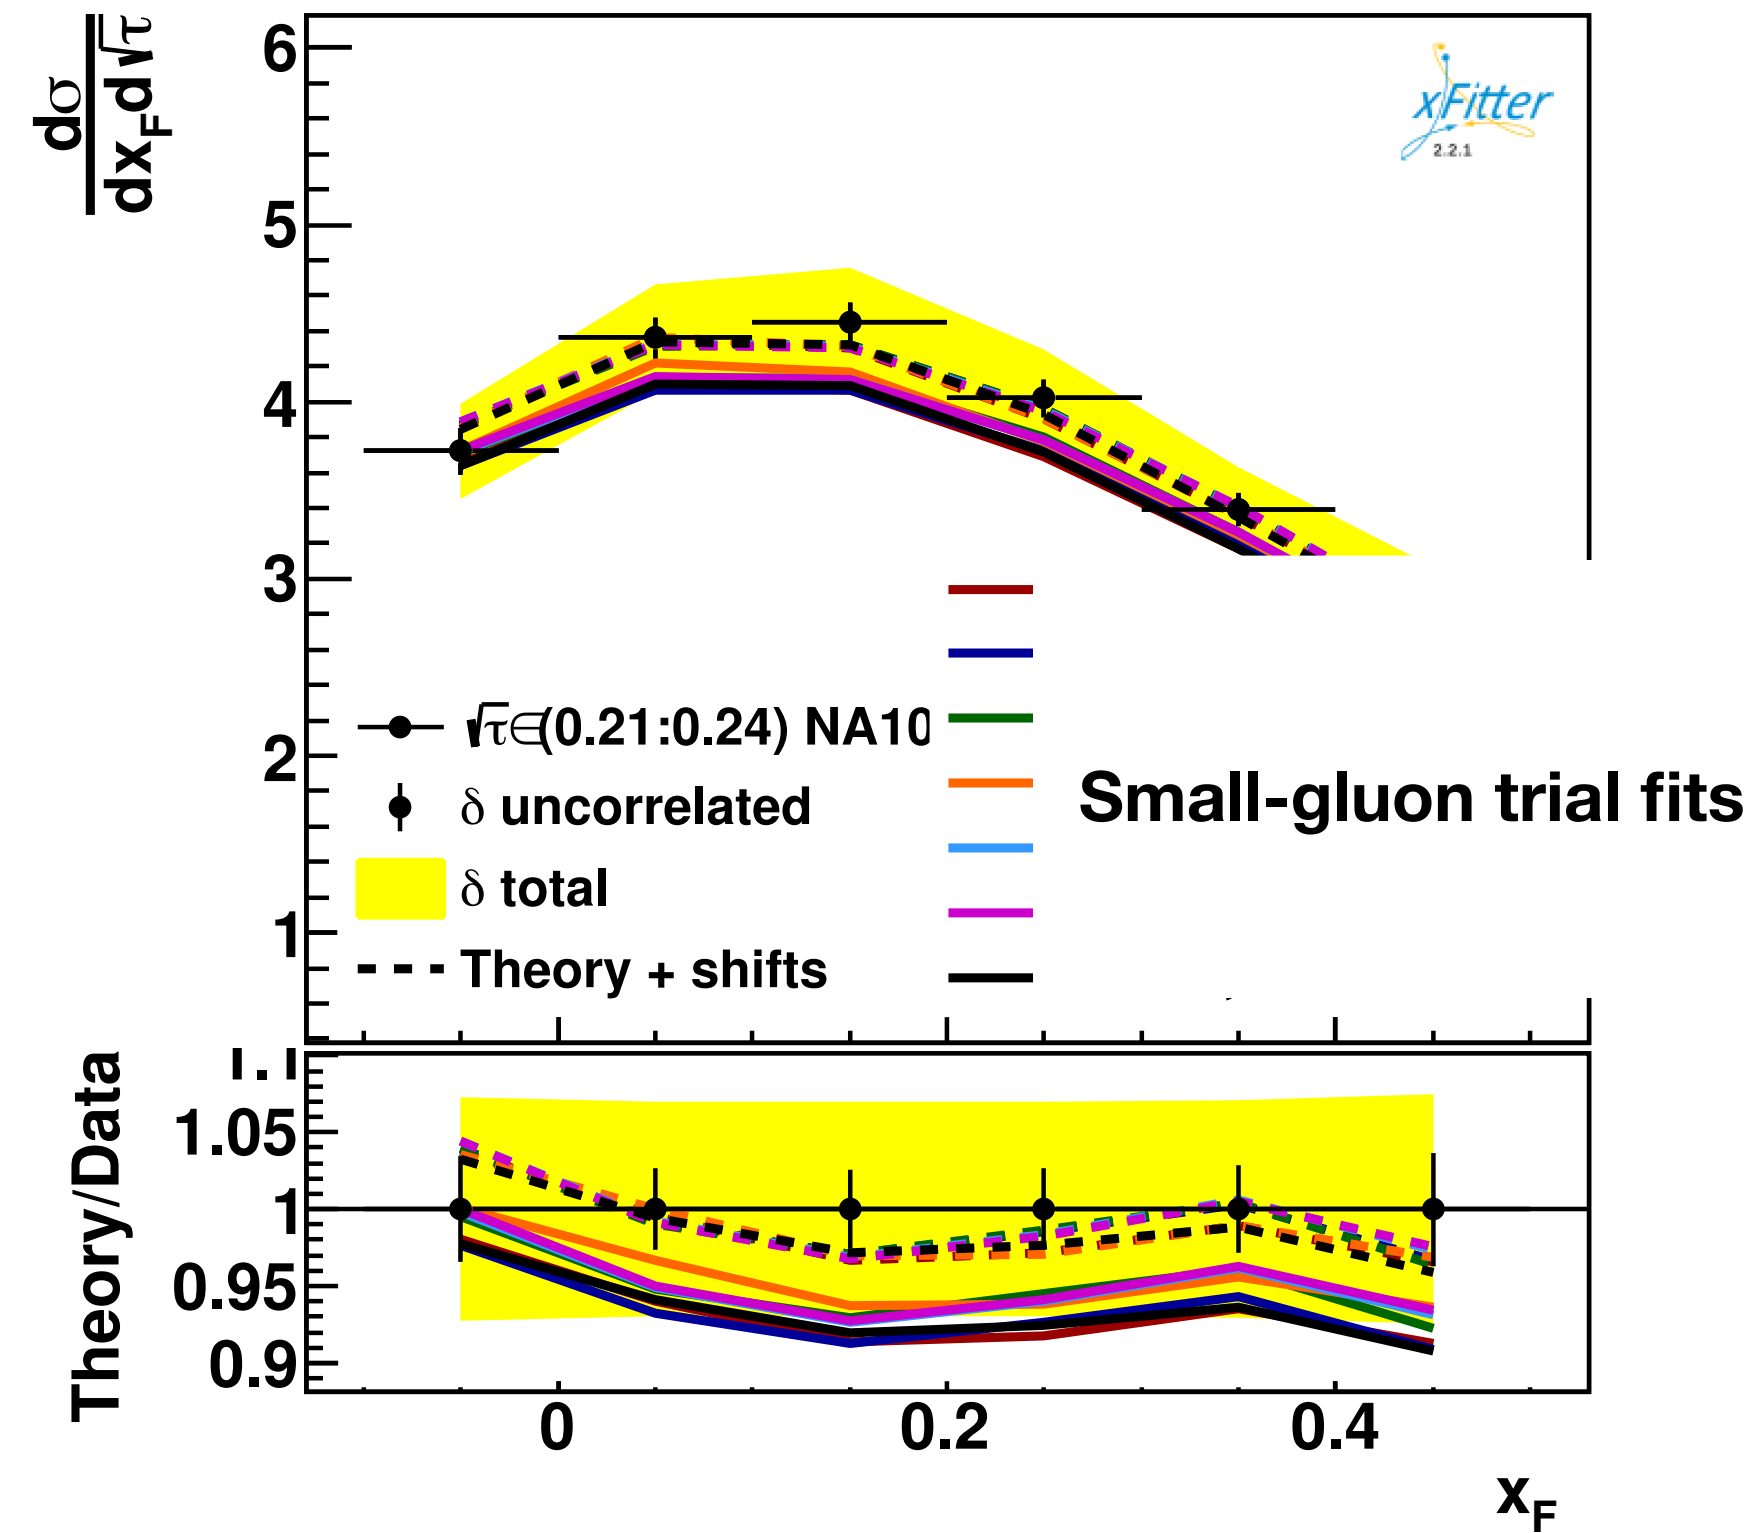 dσ
dx_F d√τ
6
5
4
3
2
1
xFitter
2.2.1
√τ∈(0.21:0.24) NA10
δ uncorrelated
δ total
Theory + shifts
Small-gluon trial fits
Theory/Data
1.1
1.05
1
0.95
0.9
0 0.2 0.4
x_F